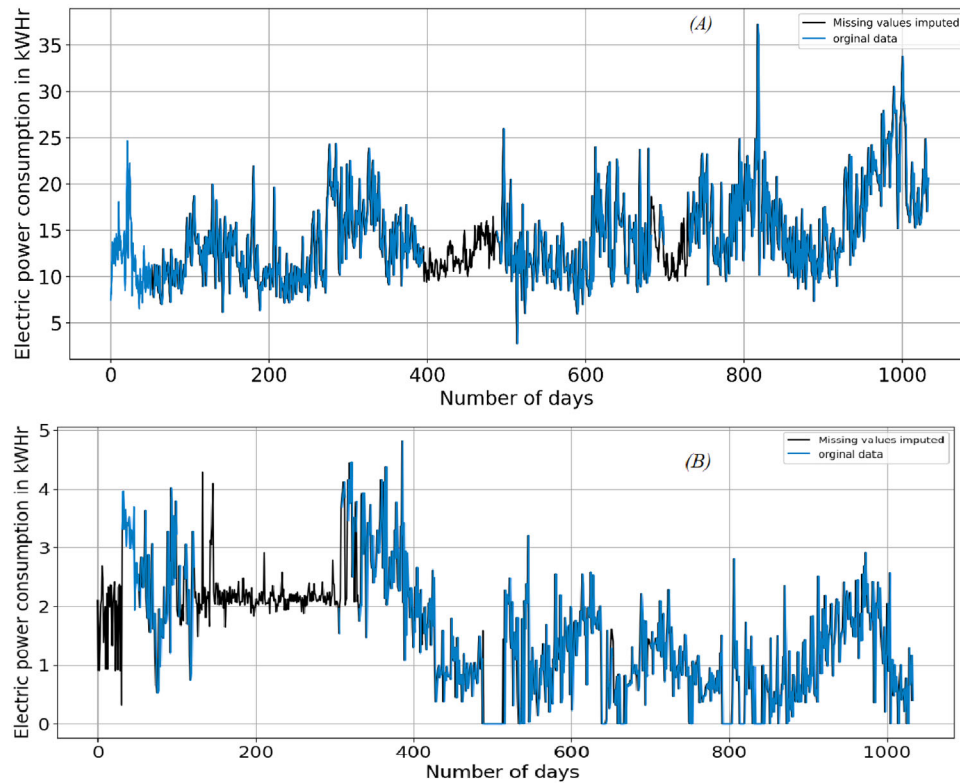 (A)
Missing values imputed
orginal data
Electric power consumption in kWHr
35
30
25
20
15
10
5
0 200 400 600 800 1000
Number of days
(B)
Missing values imputed
orginal data
Electric power consumption in kWHr
5
4
3
2
1
0
0 200 400 600 800 1000
Number of days